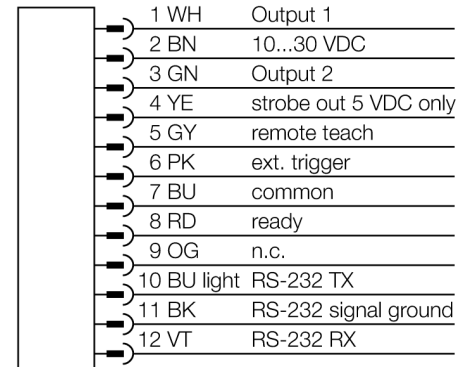 1 WH Output 1
2 BN 10...30 VDC
3 GN Output 2
4 YE strobe out 5 VDC only
5 GY remote teach
6 PK ext. trigger
7 BU common
8 RD ready
9 OG n.c.
10 BU light RS-232 TX
11 BK RS-232 signal ground
12 VT RS-232 RX